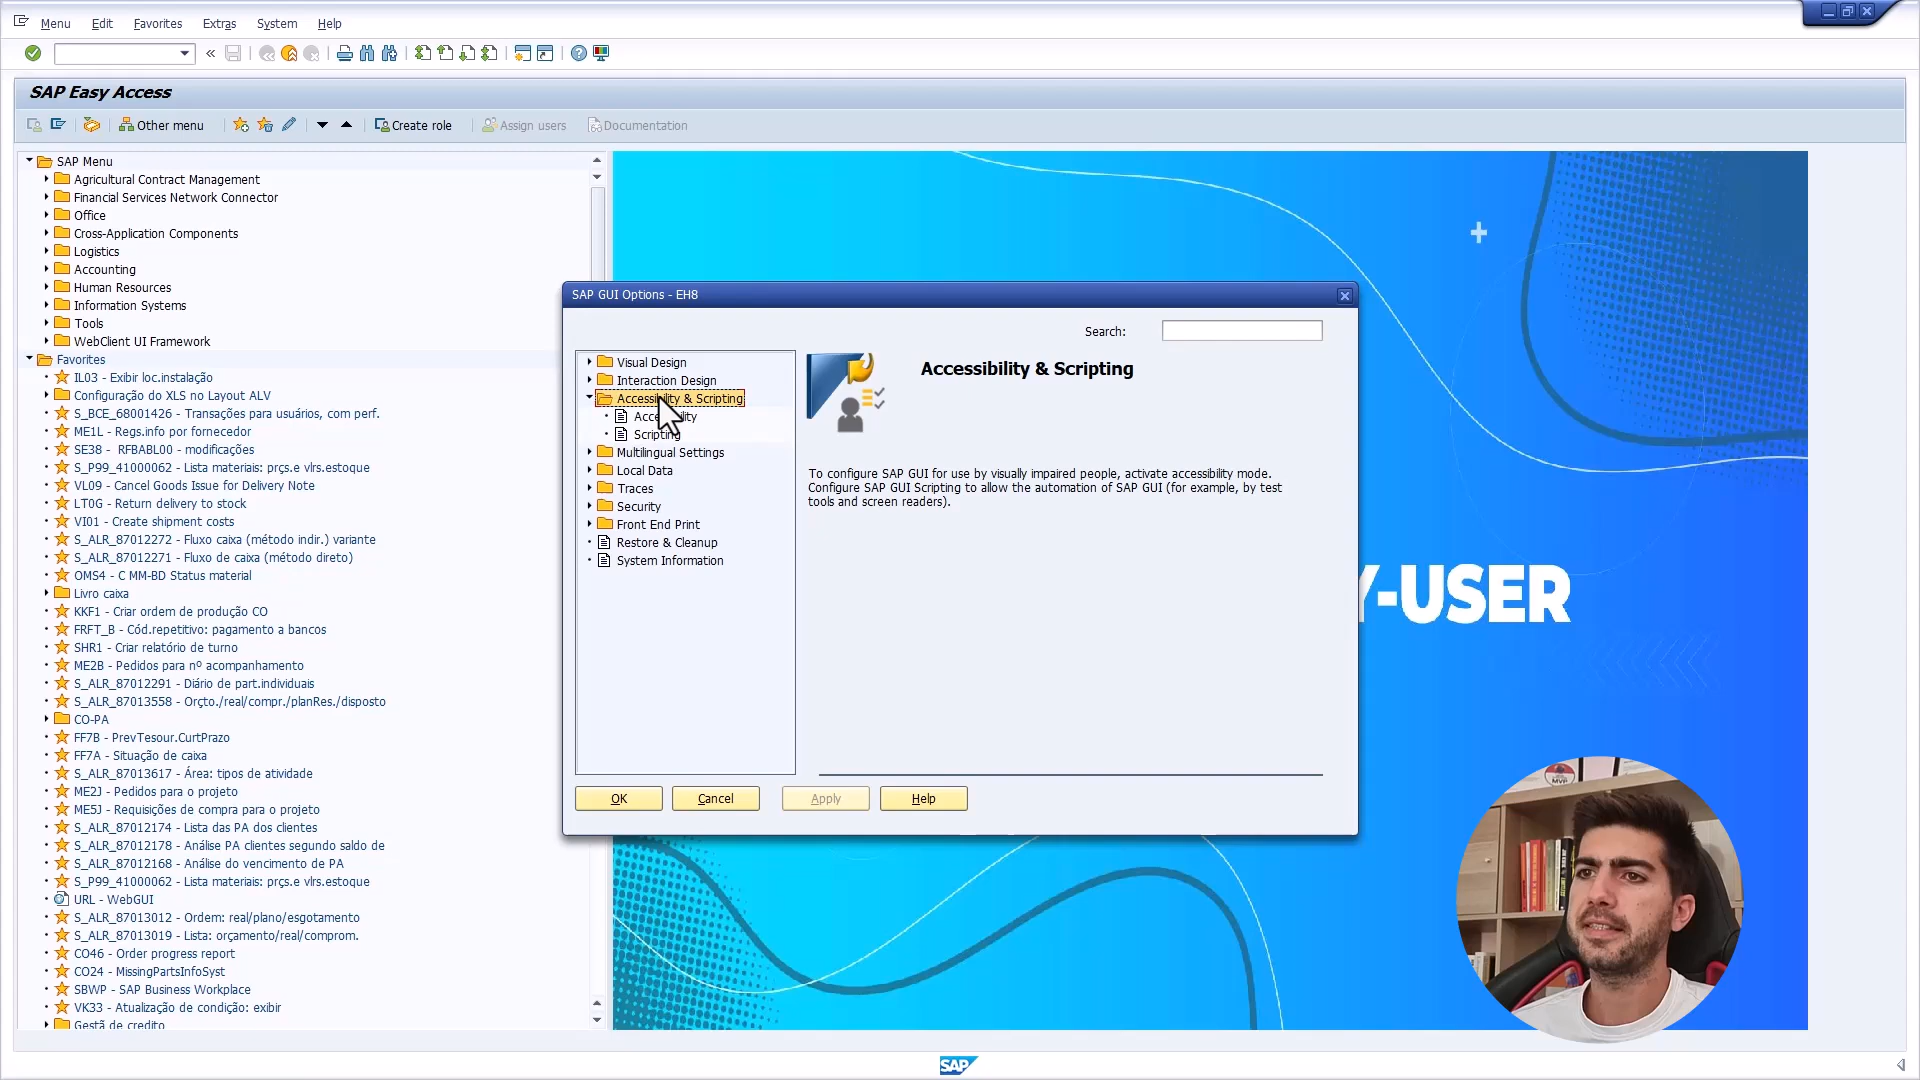 Menu Edit Favorites Extras System Help
SAP Easy Access
Other menu Create role Assign users Documentation
SAP Menu
Agricultural Contract Management
Financial Services Network Connector
Office
Cross-Application Components
Logistics
Accounting
Human Resources
Information Systems
Tools
WebClient UI Framework
Favorites
IL03 - Exibir loc.instalação
Configuração do XLS no Layout ALV
S_BCE_68001426 - Transações para usuários, com perf.
ME1L - Regs.info por fornecedor
SE38 -  RFBABL00 - modificações
S_P99_41000062 - Lista materiais: prçs.e vlrs.estoque
VL09 - Cancel Goods Issue for Delivery Note
LT0G - Return delivery to stock
VI01 - Create shipment costs
S_ALR_87012272 - Fluxo caixa (método indir.) variante
S_ALR_87012271 - Fluxo de caixa (método direto)
OMS4 - C MM-BD Status material
Livro caixa
KKF1 - Criar ordem de produção CO
FRFT_B - Cód.repetitivo: pagamento a bancos
SHR1 - Criar relatório de turno
ME2B - Pedidos para nº acompanhamento
S_ALR_87012291 - Diário de part.individuais
S_ALR_87013558 - Orçto./real/compr./planRes./disposto
CO-PA
FF7B - PrevTesour.CurtPrazo
FF7A - Situação de caixa
S_ALR_87013617 - Área: tipos de atividade
ME2J - Pedidos para o projeto
ME5J - Requisições de compra para o projeto
S_ALR_87012174 - Lista das PA dos clientes
S_ALR_87012178 - Análise PA clientes segundo saldo de
S_ALR_87012168 - Análise do vencimento de PA
S_P99_41000062 - Lista materiais: prçs.e vlrs.estoque
URL - WebGUI
S_ALR_87013012 - Ordem: real/plano/esgotamento
S_ALR_87013019 - Lista: orçamento/real/comprom.
CO46 - Order progress report
CO24 - MissingPartsInfoSyst
SBWP - SAP Business Workplace
VK33 - Atualização de condição: exibir
Gestã de credito
SAP GUI Options - EH8
Search:
Visual Design
Interaction Design
Accessibility & Scripting
Accessibility
Scripting
Multilingual Settings
Local Data
Traces
Security
Front End Print
Restore & Cleanup
System Information
Accessibility & Scripting
To configure SAP GUI for use by visually impaired people, activate accessibility mode.
Configure SAP GUI Scripting to allow the automation of SAP GUI (for example, by test
tools and screen readers).
OK Cancel Apply Help
Y-USER
MVP
SAP